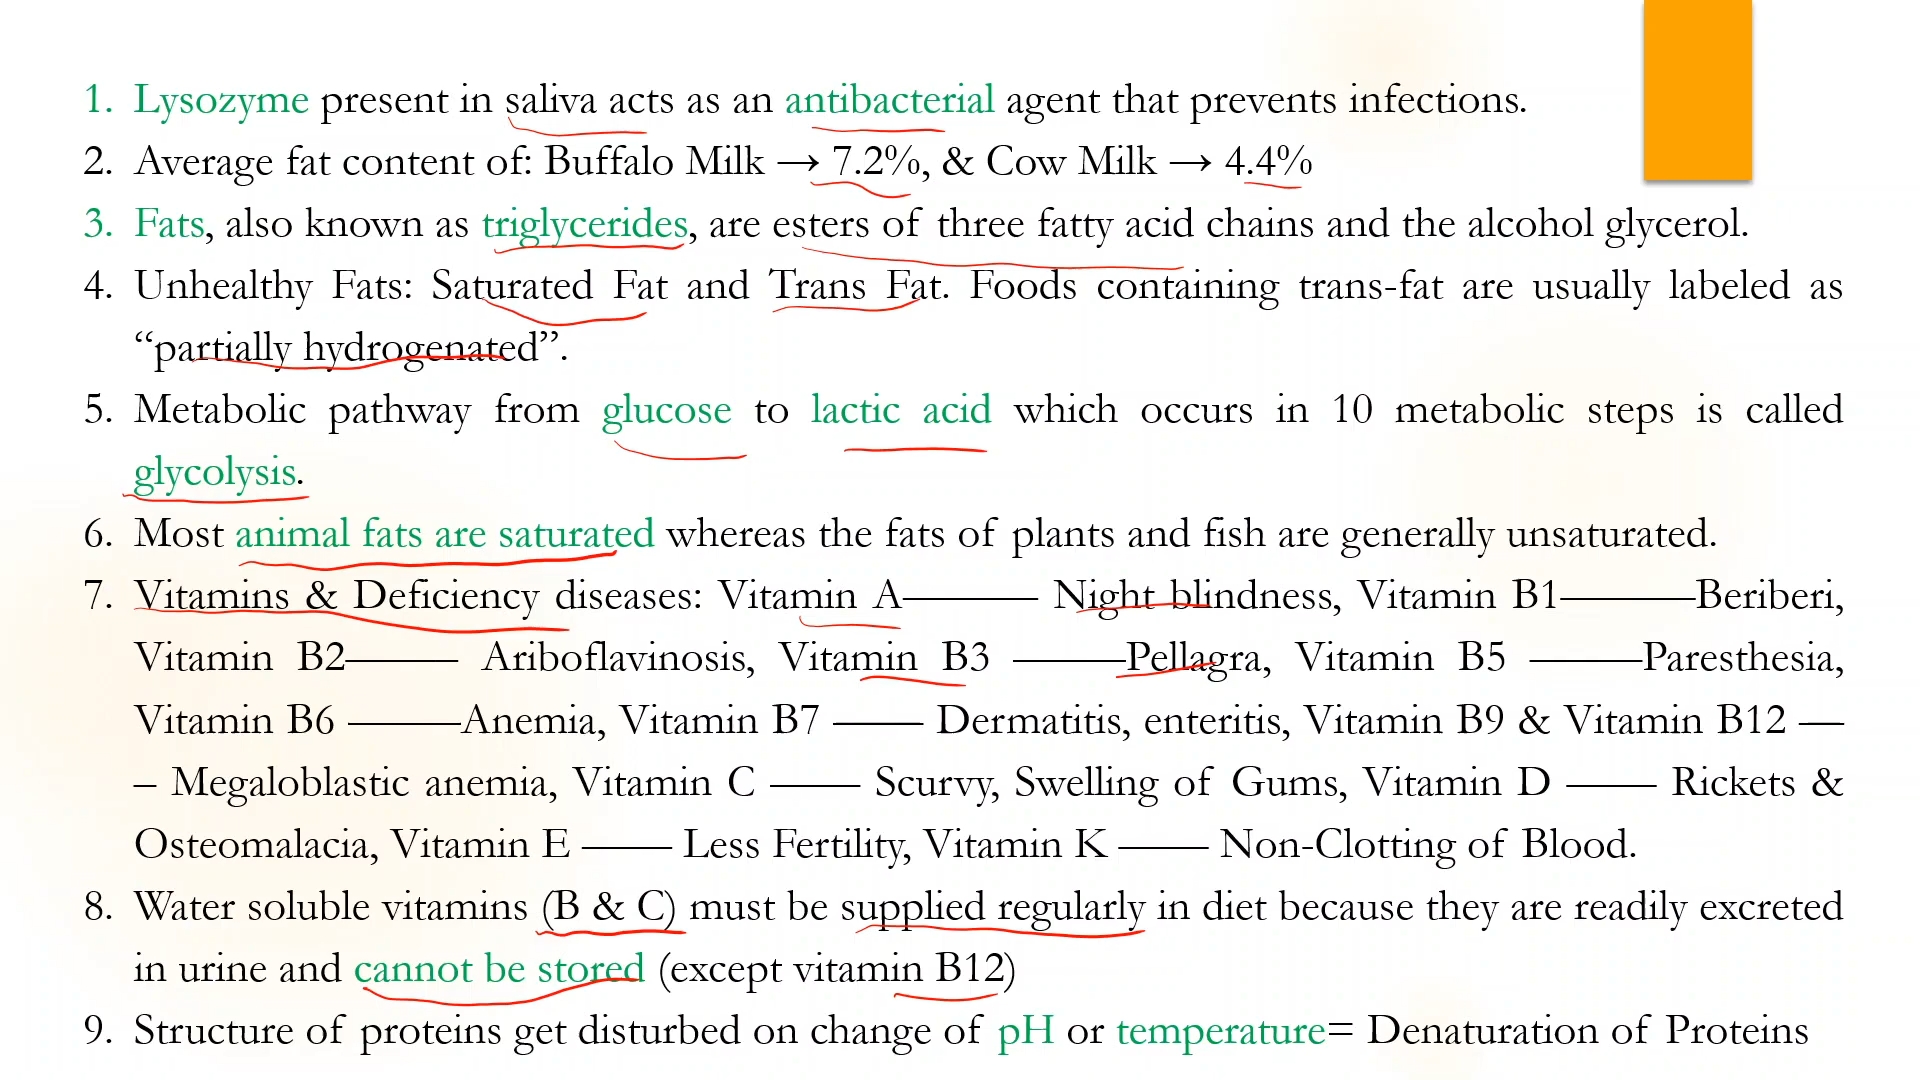 1. Lysozyme present in saliva acts as an antibacterial agent that prevents infections.
2. Average fat content of: Buffalo Milk → 7.2%, & Cow Milk → 4.4%
3. Fats, also known as triglycerides, are esters of three fatty acid chains and the alcohol glycerol.
4. Unhealthy Fats: Saturated Fat and Trans Fat. Foods containing trans-fat are usually labeled as
“partially hydrogenated”.
5. Metabolic pathway from glucose to lactic acid which occurs in 10 metabolic steps is called
glycolysis.
6. Most animal fats are saturated whereas the fats of plants and fish are generally unsaturated.
7. Vitamins & Deficiency diseases: Vitamin A——— Night blindness, Vitamin B1———Beriberi,
Vitamin B2——– Ariboflavinosis, Vitamin B3 ——–Pellagra, Vitamin B5 ——–Paresthesia,
Vitamin B6 ——–Anemia, Vitamin B7 —— Dermatitis, enteritis, Vitamin B9 & Vitamin B12 —
– Megaloblastic anemia, Vitamin C —— Scurvy, Swelling of Gums, Vitamin D —— Rickets &
Osteomalacia, Vitamin E —— Less Fertility, Vitamin K —— Non-Clotting of Blood.
8. Water soluble vitamins (B & C) must be supplied regularly in diet because they are readily excreted
in urine and cannot be stored (except vitamin B12)
9. Structure of proteins get disturbed on change of pH or temperature= Denaturation of Proteins